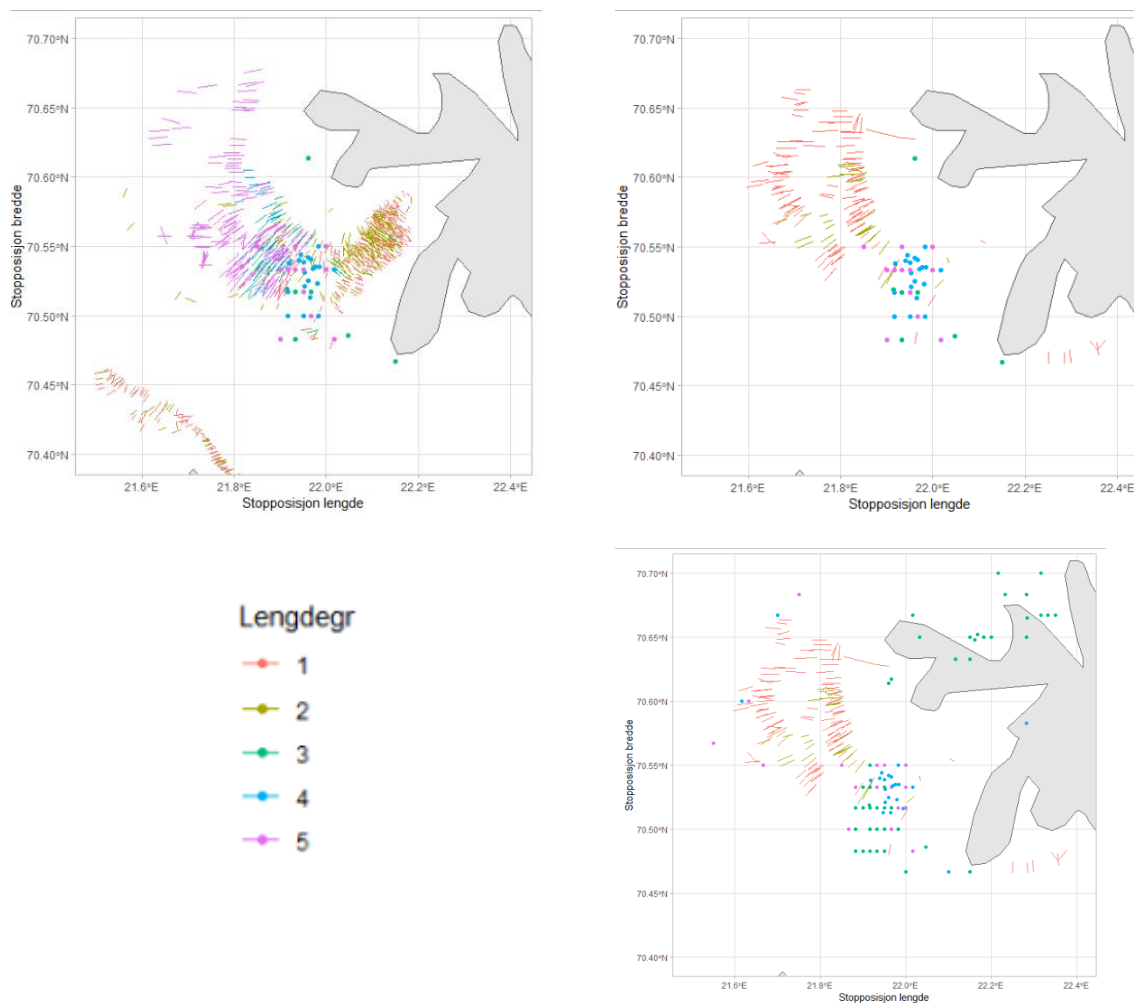 70.70°N
70.65°N
70.60°N
70.55°N
70.50°N
70.45°N
70.40°N
Stopposisjon bredde
21.6°E 21.8°E 22.0°E 22.2°E 22.4°E
Stopposisjon lengde
70.70°N
70.65°N
70.60°N
70.55°N
70.50°N
70.45°N
70.40°N
Stopposisjon bredde
21.6°E 21.8°E 22.0°E 22.2°E 22.4°E
Stopposisjon lengde
Lengdegr
1
2
3
4
5
70.70°N
70.65°N
70.60°N
70.55°N
70.50°N
70.45°N
70.40°N
Stopposisjon bredde
21.6°E 21.8°E 22.0°E 22.2°E 22.4°E
Stopposisjon lengde